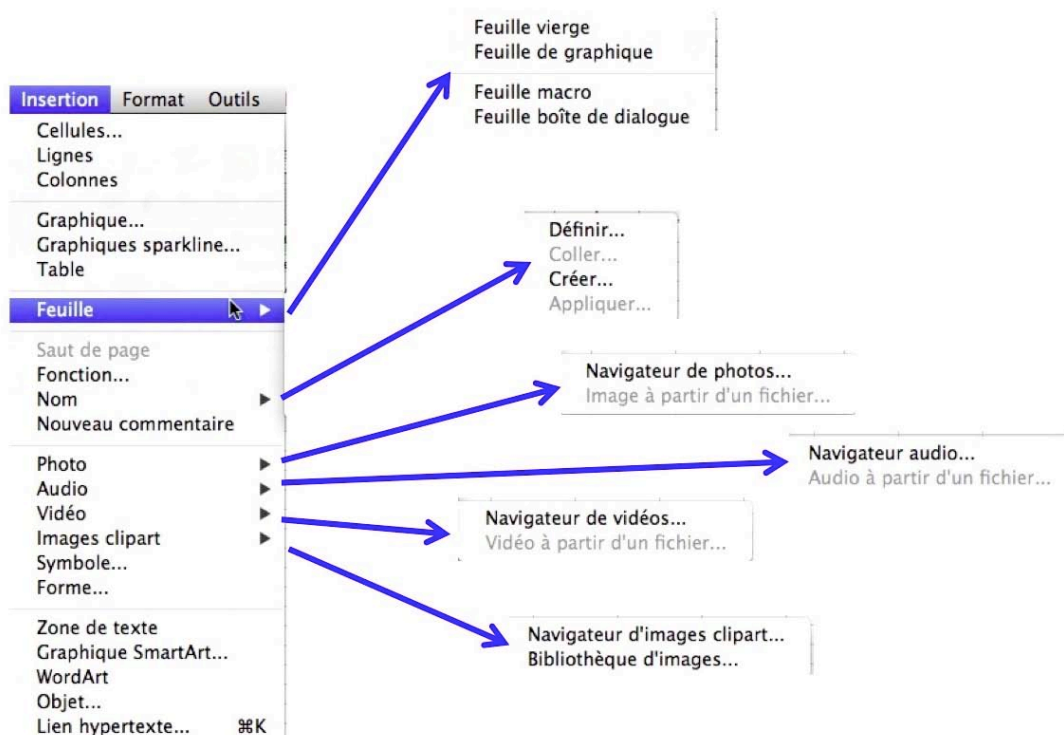 Insertion Format Outils
Cellules...
Lignes
Colonnes
Graphique...
Graphiques sparkline...
Table
Feuille
Saut de page
Fonction...
Nom
Nouveau commentaire
Photo
Audio
Vidéo
Images clipart
Symbole...
Forme...
Zone de texte
Graphique SmartArt...
WordArt
Objet...
Lien hypertexte... ⌘K
Feuille vierge
Feuille de graphique
Feuille macro
Feuille boîte de dialogue
Définir...
Coller...
Créer...
Appliquer...
Navigateur de photos...
Image à partir d'un fichier...
Navigateur audio...
Audio à partir d'un fichier...
Navigateur de vidéos...
Vidéo à partir d'un fichier...
Navigateur d'images clipart...
Bibliothèque d'images...